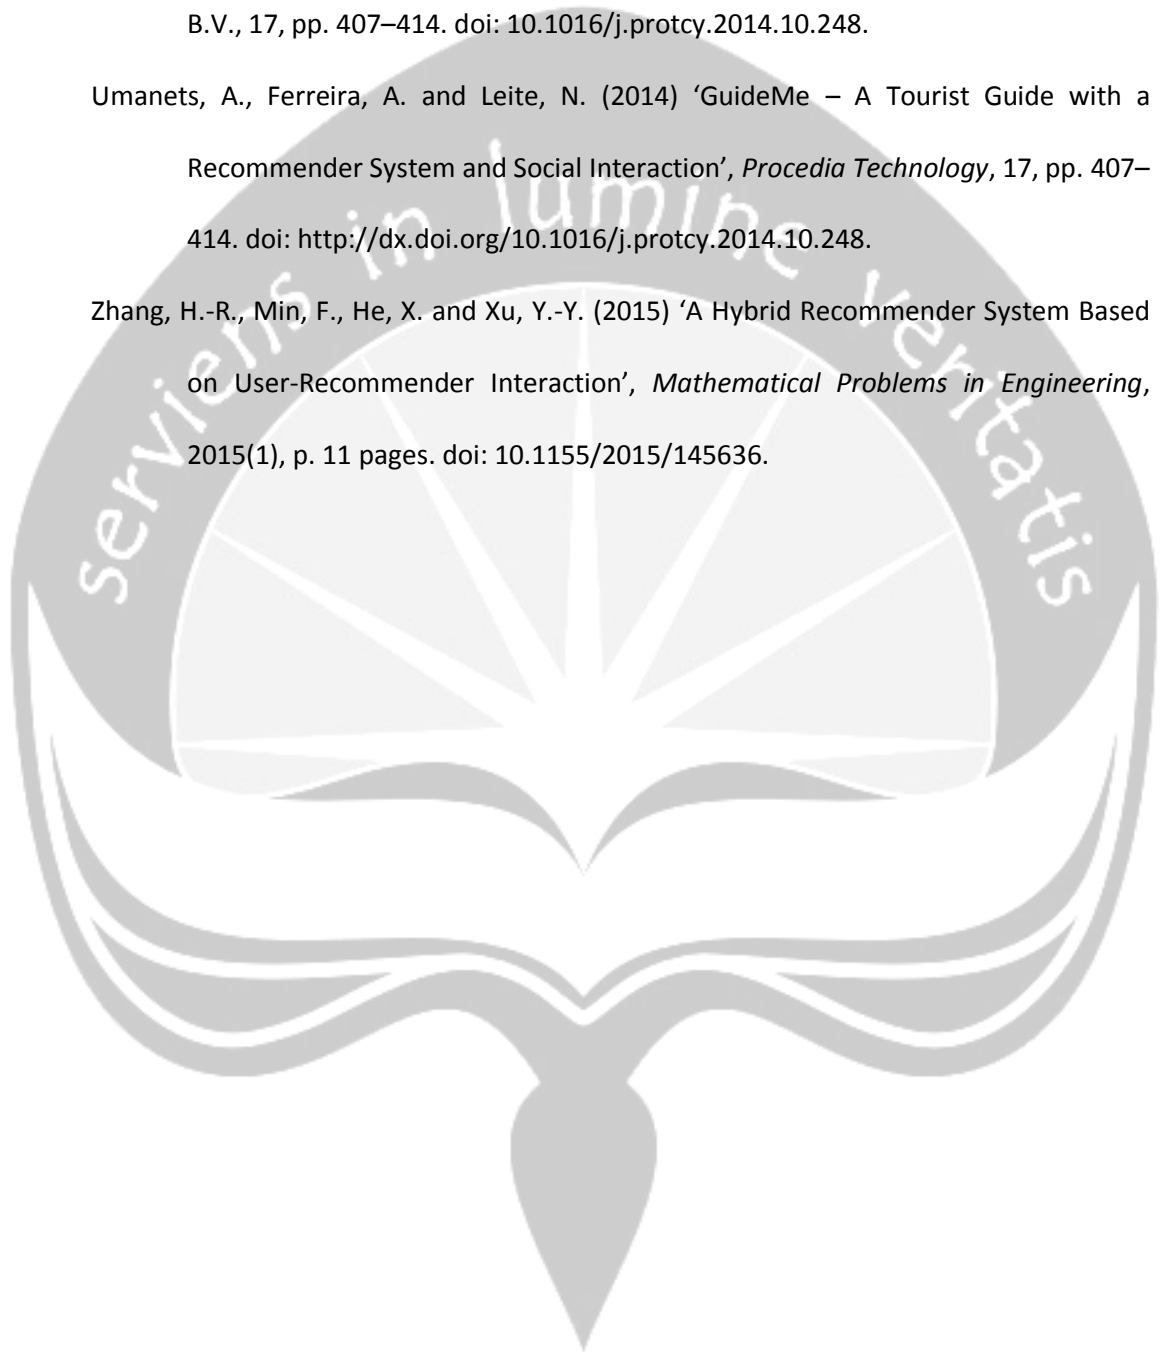 B.V., 17, pp. 407–414. doi: 10.1016/j.protcy.2014.10.248.
Umanets, A., Ferreira, A. and Leite, N. (2014) ‘GuideMe – A Tourist Guide with a
Recommender System and Social Interaction’, Procedia Technology, 17, pp. 407–
414. doi: http://dx.doi.org/10.1016/j.protcy.2014.10.248.
Zhang, H.-R., Min, F., He, X. and Xu, Y.-Y. (2015) ‘A Hybrid Recommender System Based
on User-Recommender Interaction’, Mathematical Problems in Engineering,
2015(1), p. 11 pages. doi: 10.1155/2015/145636.
serviens in lumine veritatis